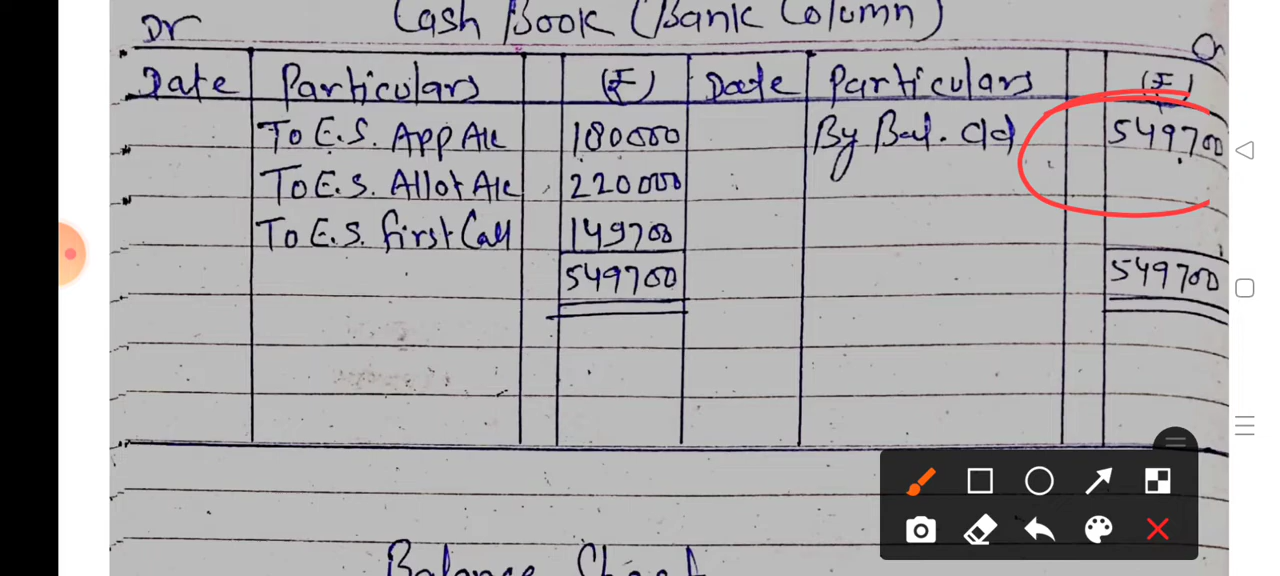 Dr Cash Book (Bank Column) Cr
Date Particulars (₹) Date Particulars (₹)
To E.S. App A/c 180000 By Bal. c/d 549700
To E.S. Allot A/c 220000
To E.S. first Call 149700
549700 549700
Balance Sheet